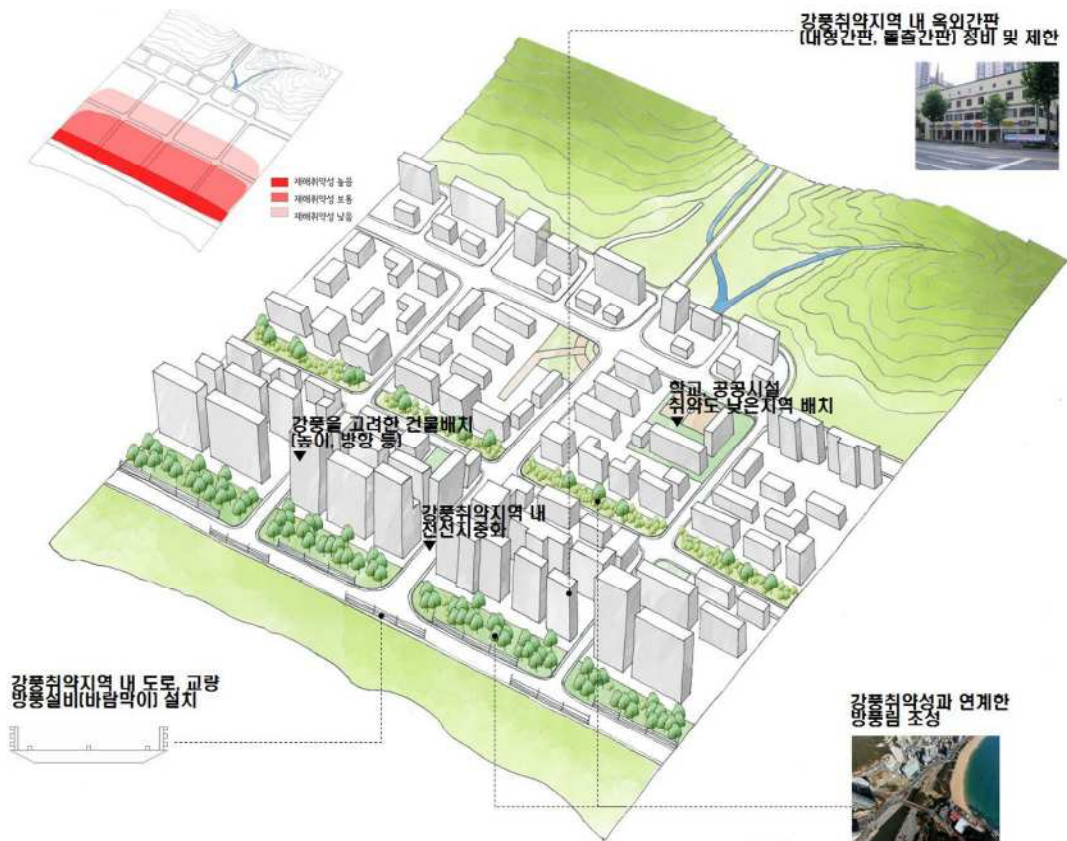 강풍취약지역 내 옥외간판
(대형간판, 돌출간판) 정비 및 제한
재해취약성 높음
재해취약성 보통
재해취약성 낮음
학교, 공공시설
취약도 낮은지역 배치
강풍을 고려한 건물배치
(높이, 방향 등)
강풍취약지역 내
전선지중화
강풍취약지역 내 도로, 교량
방풍설비(바람막이) 설치
강풍취약성과 연계한
방풍림 조성